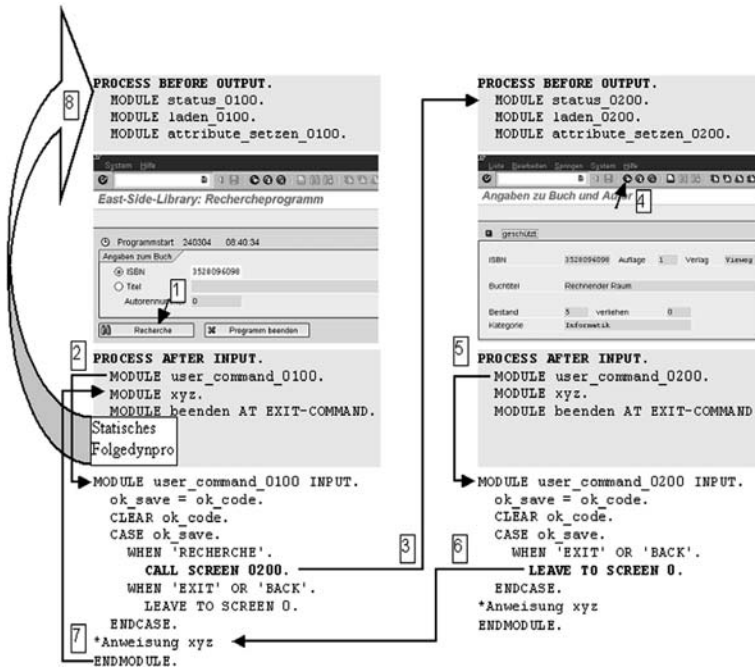 8
PROCESS BEFORE OUTPUT.
MODULE status_0100.
MODULE laden_0100.
MODULE attribute_setzen_0100.
System Hilfe
East-Side-Library: Rechercheprogramm
Programmstart 240304 08:40:34
Angaben zum Buch
ISBN 3528096098
Titel
Autorennummer 0
1
Recherche Programm beenden
2
PROCESS AFTER INPUT.
MODULE user_command_0100.
MODULE xyz.
MODULE beenden AT EXIT-COMMAND.
Statisches
Folgedynpro
MODULE user_command_0100 INPUT.
ok_save = ok_code.
CLEAR ok_code.
CASE ok_save.
WHEN 'RECHERCHE'.
CALL SCREEN 0200.
WHEN 'EXIT' OR 'BACK'.
LEAVE TO SCREEN 0.
ENDCASE.
7
*Anweisung xyz
ENDMODULE.
3
PROCESS BEFORE OUTPUT.
MODULE status_0200.
MODULE laden_0200.
MODULE attribute_setzen_0200.
Liste Bearbeiten Springen System Hilfe
Angaben zu Buch und Autor
4
geschützt
ISBN 3528096098 Auflage 1 Verlag Vieweg
Buchtitel Rechnender Raum
Bestand 5 verliehen 0
Kategorie Informatik
5
PROCESS AFTER INPUT.
MODULE user_command_0200.
MODULE xyz.
MODULE beenden AT EXIT-COMMAND
MODULE user_command_0200 INPUT.
ok_save = ok_code.
CLEAR ok_code.
CASE ok_save.
6
WHEN 'EXIT' OR 'BACK'.
LEAVE TO SCREEN 0.
ENDCASE.
*Anweisung xyz
ENDMODULE.